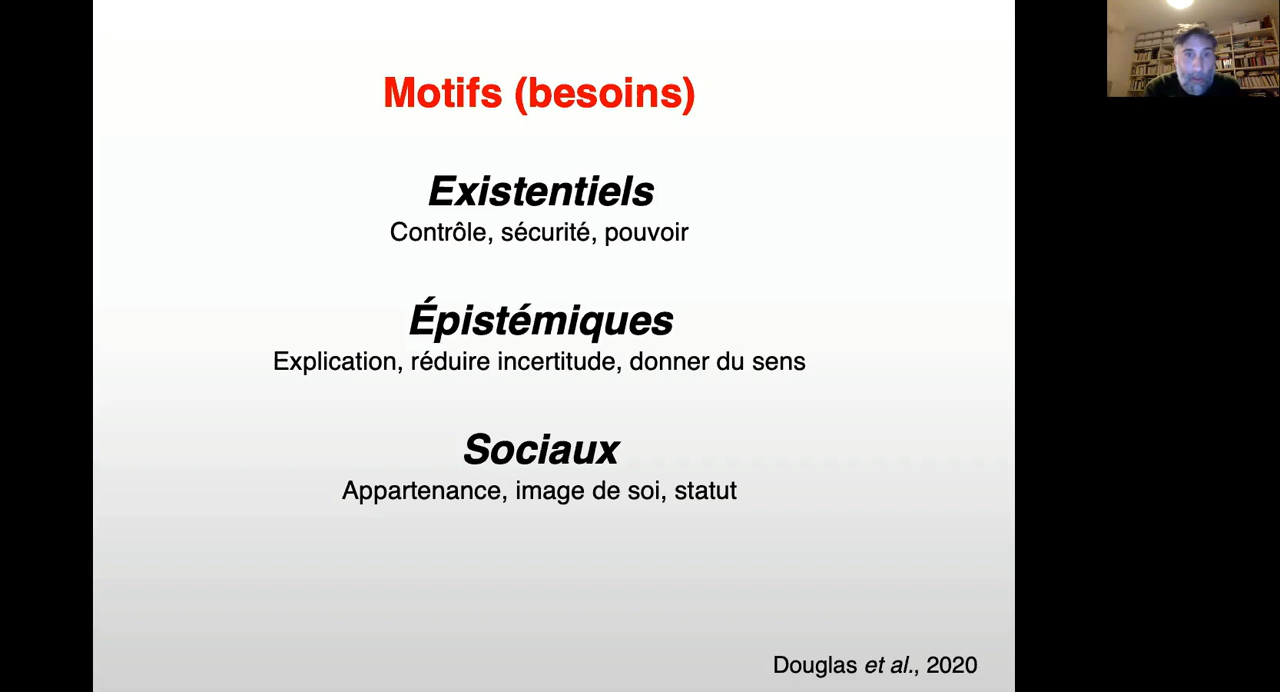 Motifs (besoins)
Existentiels
Contrôle, sécurité, pouvoir
Épistémiques
Explication, réduire incertitude, donner du sens
Sociaux
Appartenance, image de soi, statut
Douglas et al., 2020